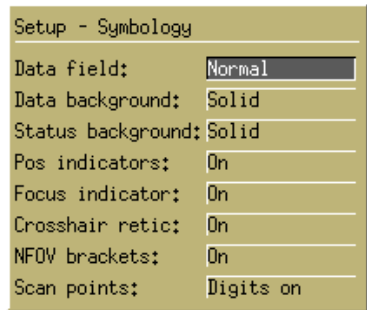 Setup - Symbology
Data field: Normal
Data background: Solid
Status background: Solid
Pos indicators: On
Focus indicator: On
Crosshair retic: On
NFOV brackets: On
Scan points: Digits on